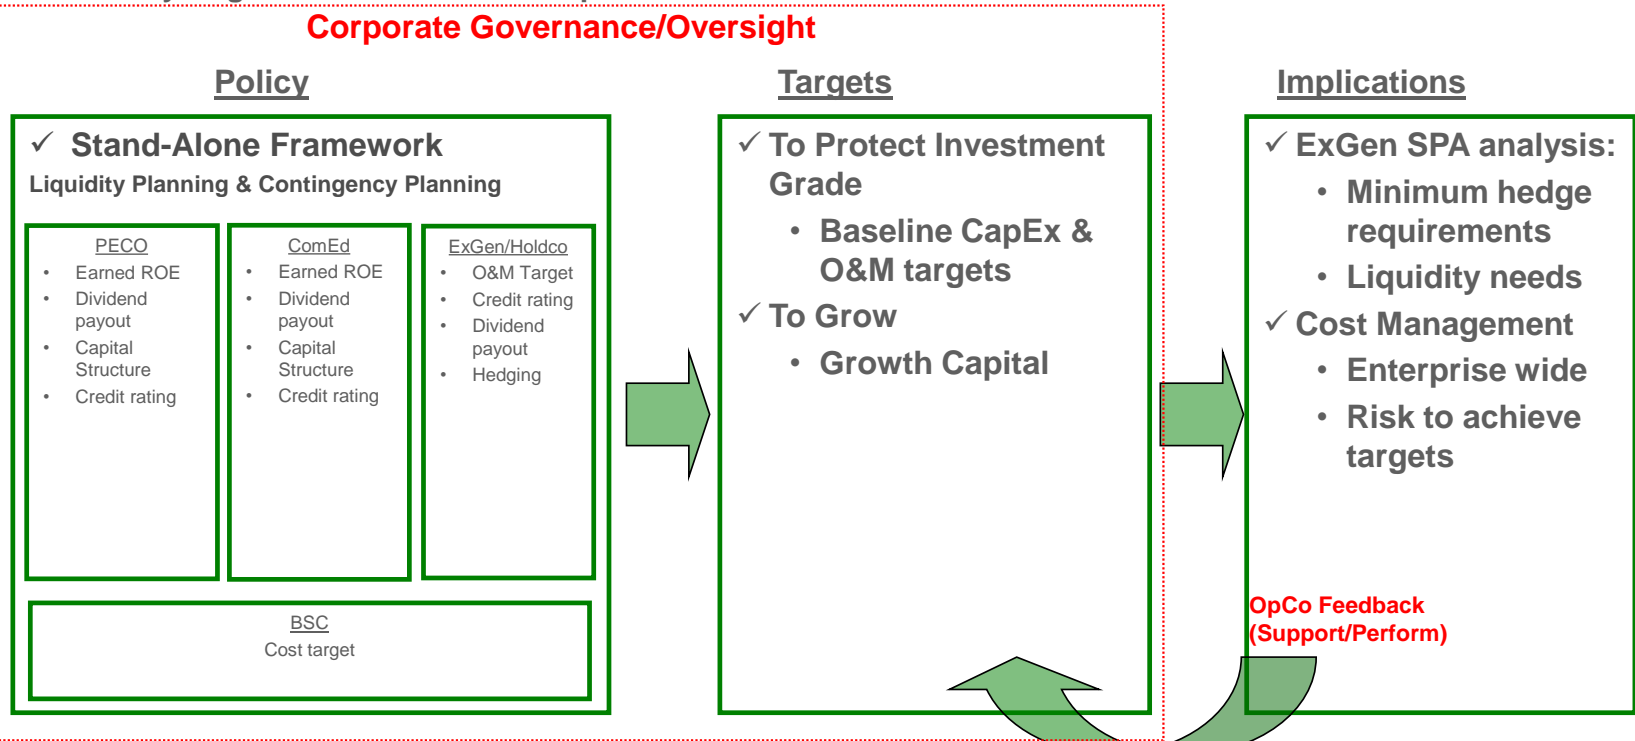 Corporate Governance/Oversight
Policy
✓ Stand-Alone Framework
Liquidity Planning & Contingency Planning
PECO
• Earned ROE
• Dividend
payout
• Capital
Structure
• Credit rating
ComEd
• Earned ROE
• Dividend
payout
• Capital
Structure
• Credit rating
ExGen/Holdco
• O&M Target
• Credit rating
• Dividend
payout
• Hedging
BSC
Cost target
Targets
✓ To Protect Investment
Grade
• Baseline CapEx &
O&M targets
✓ To Grow
• Growth Capital
Implications
✓ ExGen SPA analysis:
• Minimum hedge
requirements
• Liquidity needs
✓ Cost Management
• Enterprise wide
• Risk to achieve
targets
OpCo Feedback
(Support/Perform)